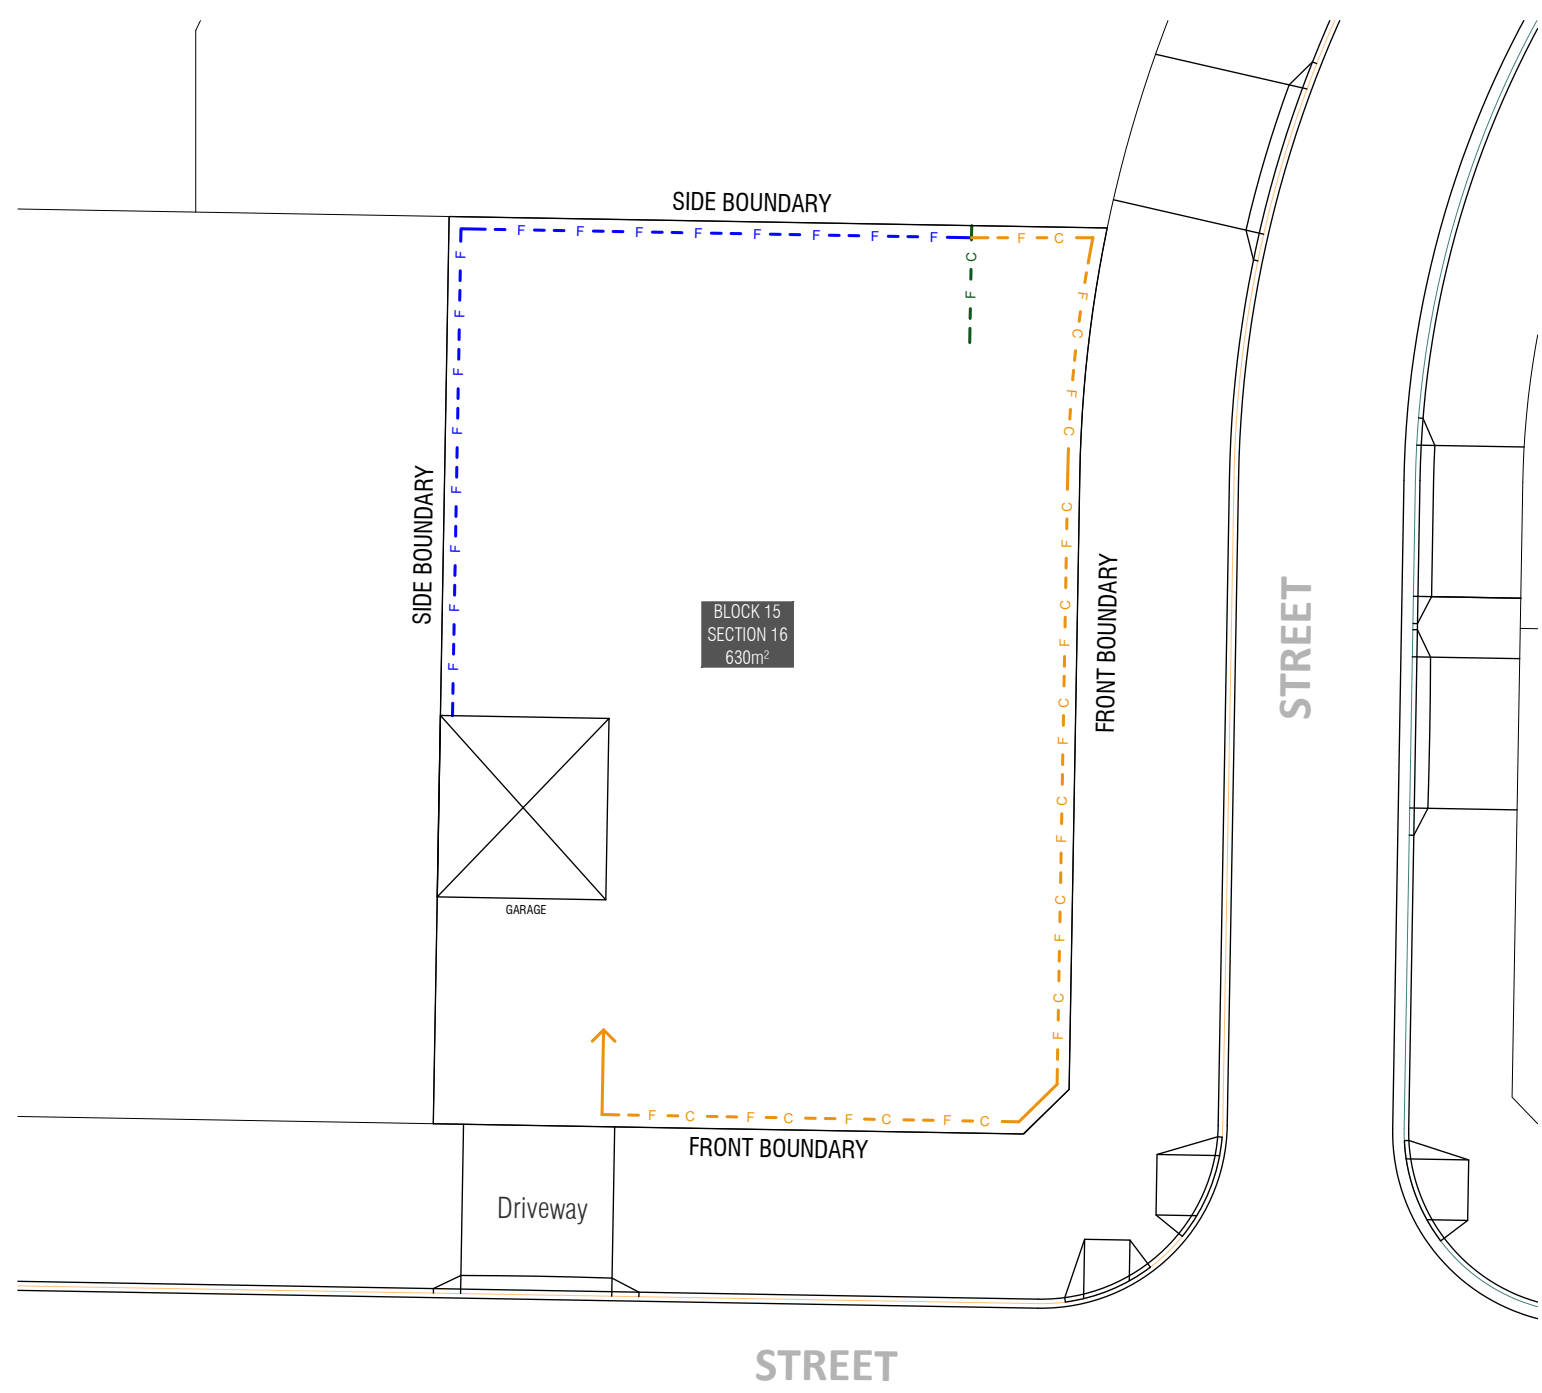 SIDE BOUNDARY
F F F F F F F F F C
F F F F F F F F
C F
F C F C
C F C F C F C F C F C F
SIDE BOUNDARY
BLOCK 15
SECTION 16
630m²
FRONT BOUNDARY
STREET
GARAGE
F C F C F C F C
FRONT BOUNDARY
Driveway
STREET